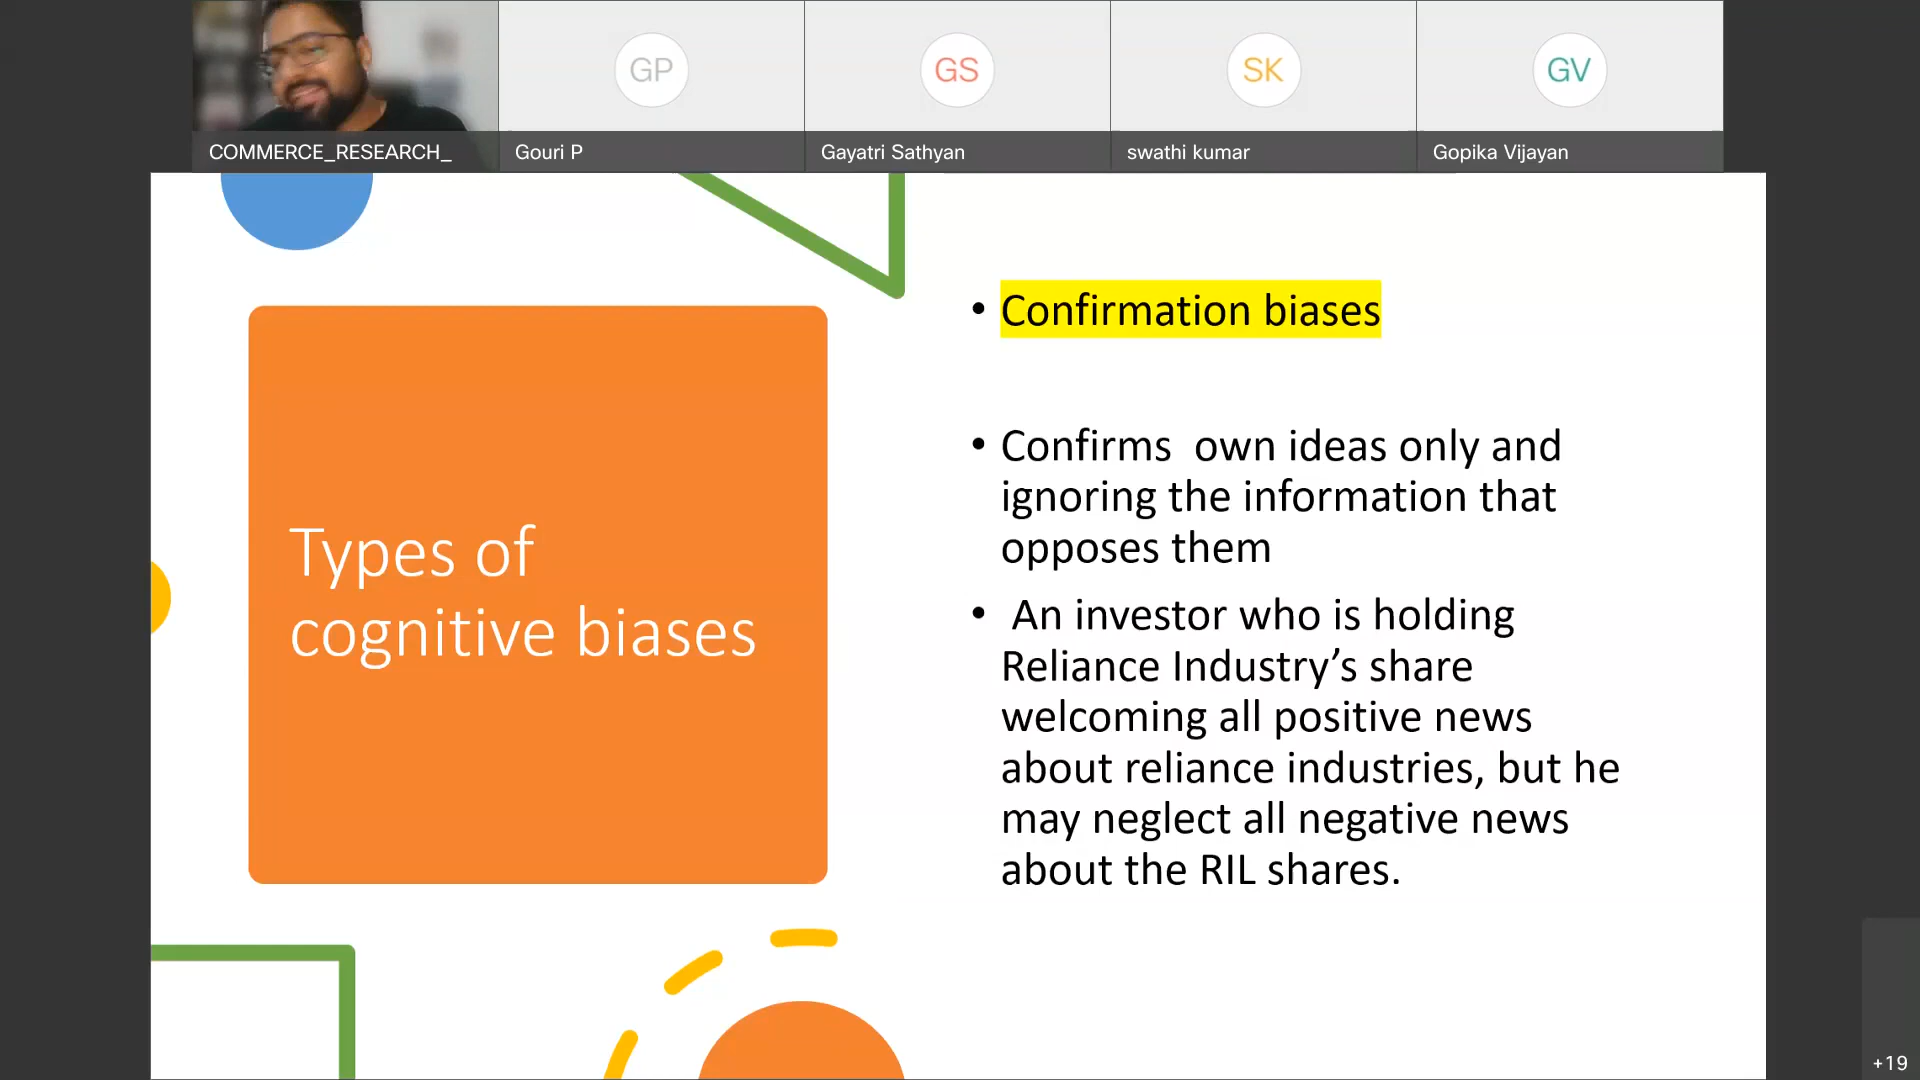 GP
GS
SK
GV
COMMERCE_RESEARCH_
Gouri P
Gayatri Sathyan
swathi kumar
Gopika Vijayan
Types of
cognitive biases
• Confirmation biases
• Confirms  own ideas only and
ignoring the information that
opposes them
• An investor who is holding
Reliance Industry’s share
welcoming all positive news
about reliance industries, but he
may neglect all negative news
about the RIL shares.
+19